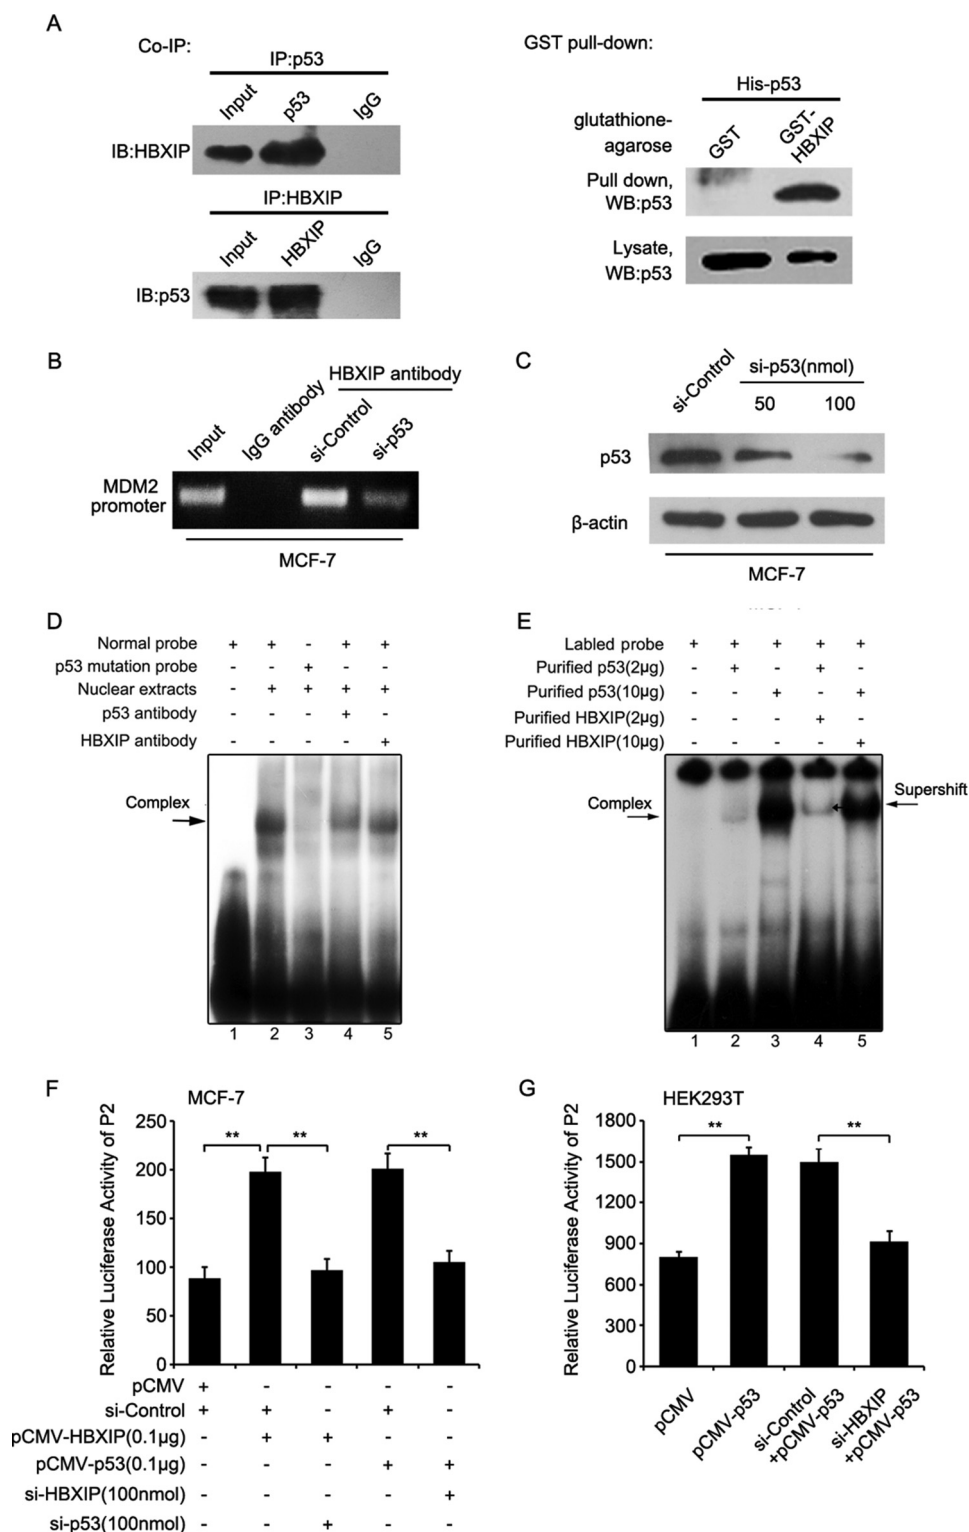 A
Co-IP:
IP:p53
Input p53 IgG
IB:HBXIP
IP:HBXIP
Input HBXIP IgG
IB:p53
GST pull-down:
His-p53
glutathione-
agarose
GST GST-
HBXIP
Pull down,
WB:p53
Lysate,
WB:p53
B
HBXIP antibody
Input IgG antibody si-Control si-p53
MDM2
promoter
MCF-7
C
si-Control si-p53(nmol)
50 100
p53
β-actin
MCF-7
D
Normal probe + + - + +
p53 mutation probe - - + - -
Nuclear extracts - + + + +
p53 antibody - - - + -
HBXIP antibody - - - - +
Complex
1 2 3 4 5
E
Labled probe + + + + +
Purified p53(2μg) - + - + -
Purified p53(10μg) - - + - +
Purified HBXIP(2μg) - - - + -
Purified HBXIP(10μg) - - - - +
Complex
Supershift
1 2 3 4 5
F
MCF-7
Relative Luciferase Activity of P2
250
200
150
100
50
0
** ** **
pCMV + - - - -
si-Control + + - + -
pCMV-HBXIP(0.1μg) - + + - -
pCMV-p53(0.1μg) - - - + +
si-HBXIP(100nmol) - - - - +
si-p53(100nmol) - - + - -
G
HEK293T
Relative Luciferase Activity of P2
1800
1500
900
600
300
0
** **
pCMV
pCMV-p53
si-Control
+pCMV-p53
si-HBXIP
+pCMV-p53